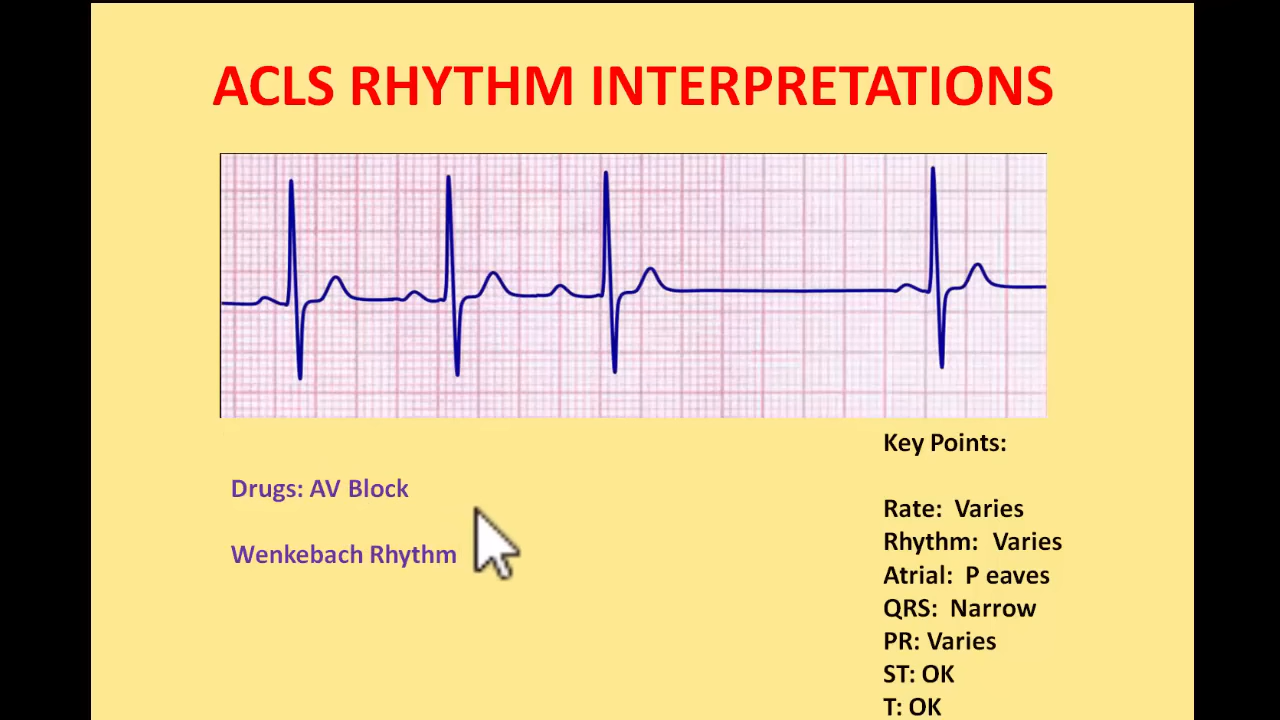 ACLS RHYTHM INTERPRETATIONS
Drugs: AV Block
Wenkebach Rhythm
Key Points:
Rate: Varies
Rhythm: Varies
Atrial: P eaves
QRS: Narrow
PR: Varies
ST: OK
T: OK